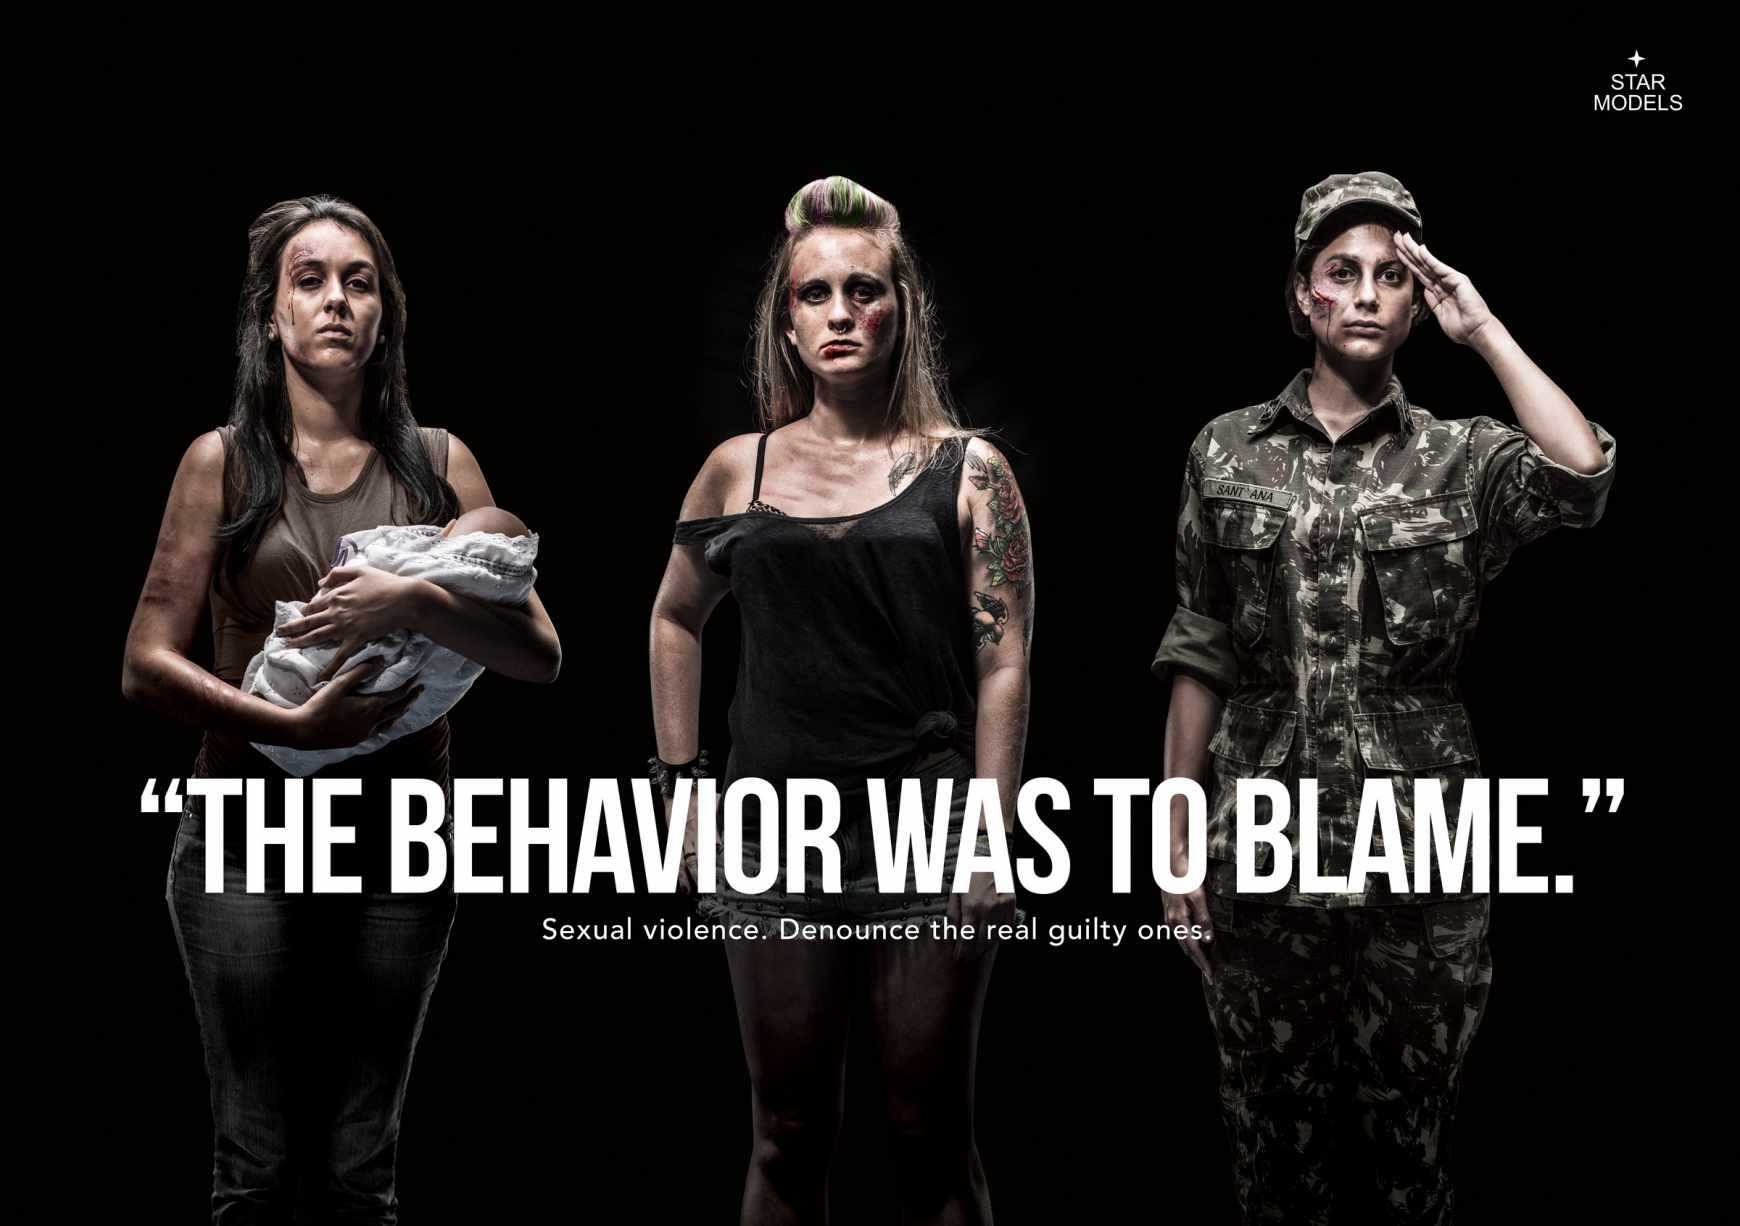 STAR
MODELS
SANT'ANA
“THE BEHAVIOR WAS TO BLAME.”
Sexual violence. Denounce the real guilty ones.